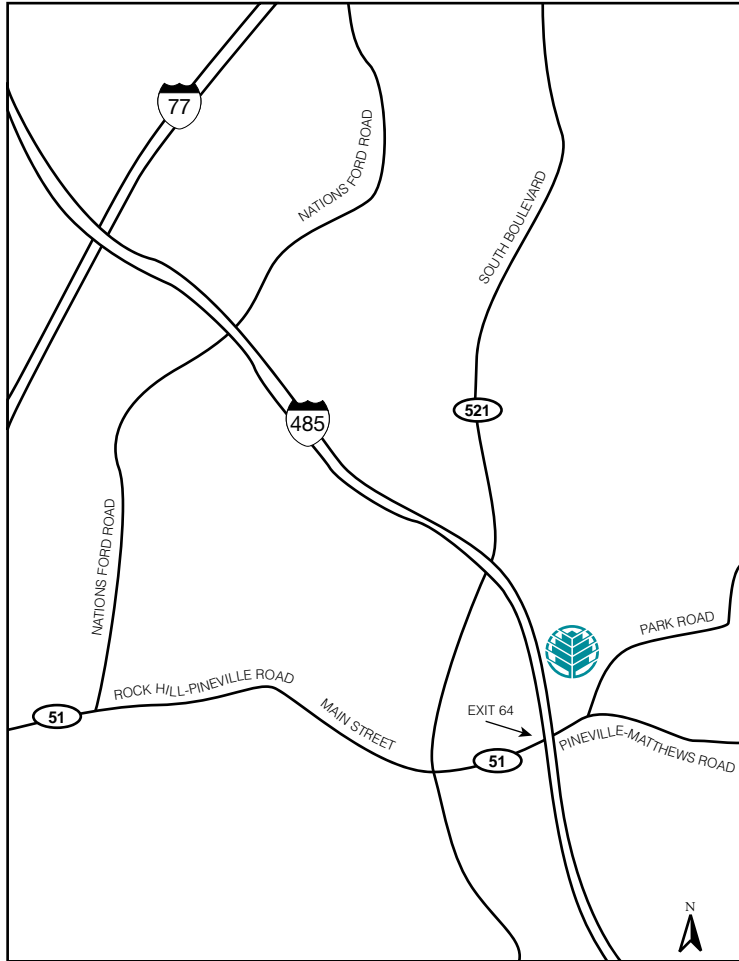 77
NATIONS FORD ROAD
SOUTH BOULEVARD
521
485
NATIONS FORD ROAD
PARK ROAD
ROCK HILL-PINEVILLE ROAD
51
MAIN STREET
EXIT 64
51
PINEVILLE-MATTHEWS ROAD
N